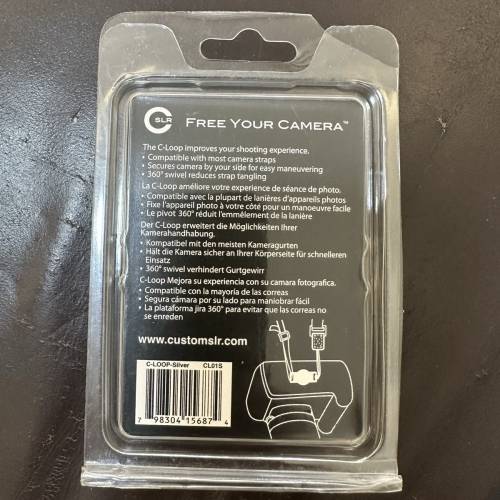 C SLR FREE YOUR CAMERA™
The C-Loop improves your shooting experience.
• Compatible with most camera straps
• Secures camera by your side for easy maneuvering
• 360° swivel reduces strap tangling
La C-Loop améliore votre experience de séance de photo.
• Compatible avec la plupart de lanières d'appareils photos
• Fixe l'appareil photo à votre côté pour un manoeuvre facile
• Le pivot 360° réduit l'emmêlement de la lanière
Der C-Loop erweitert die Möglichkeiten Ihrer
Kamerahandhabung.
• Kompatibel mit den meisten Kameragurten
• Hält die Kamera sicher an Ihrer Körperseite für schnelleren
Einsatz
• 360° swivel verhindert Gurtgewirr
C-Loop Mejora su experiencia con su camara fotografica.
• Compatible con la mayoría de las correas
• Segura cámara por su lado para maniobrar fácil
• La plataforma jira 360° para evitar que las correas no
se enreden
www.customslr.com
C-LOOP-Silver CL01S
7 98304 15687 4